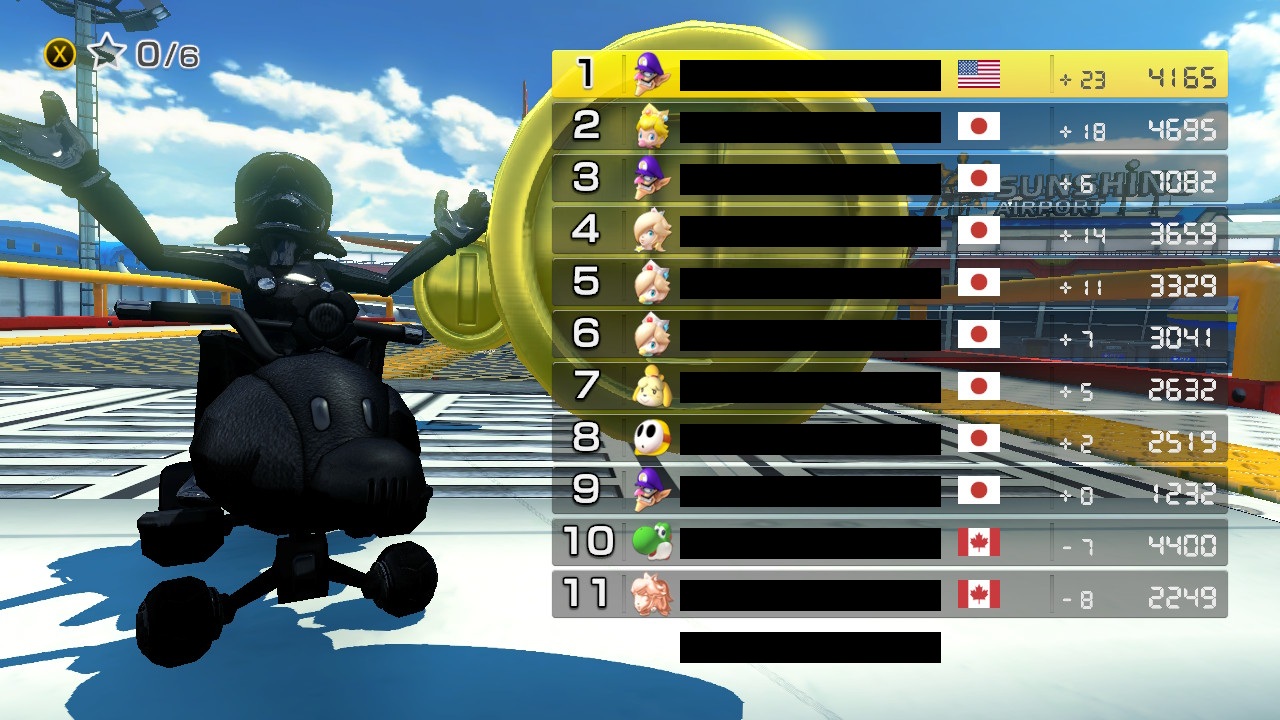 X 0/6
1 + 23 4165
2 + 18 4695
3 + 6 1082
SUNSHINE
AIRPORT
4 + 14 3659
5 + 11 3329
6 + 7 3041
7 + 5 2632
8 + 2 2519
9 + 0 1232
10 - 7 4400
11 - 8 2249